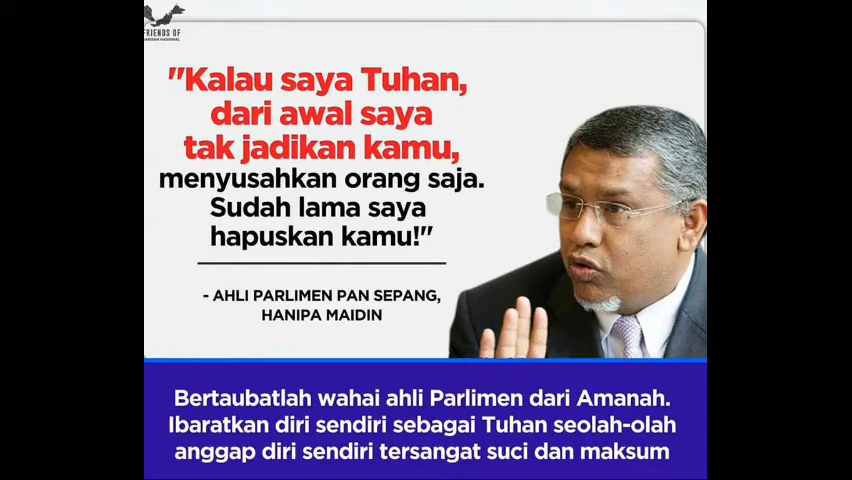 FRIENDS OF
BARISAN NASIONAL
"Kalau saya Tuhan,
dari awal saya
tak jadikan kamu,
menyusahkan orang saja.
Sudah lama saya
hapuskan kamu!"
- AHLI PARLIMEN PAN SEPANG,
HANIPA MAIDIN
Bertaubatlah wahai ahli Parlimen dari Amanah.
Ibaratkan diri sendiri sebagai Tuhan seolah-olah
anggap diri sendiri tersangat suci dan maksum